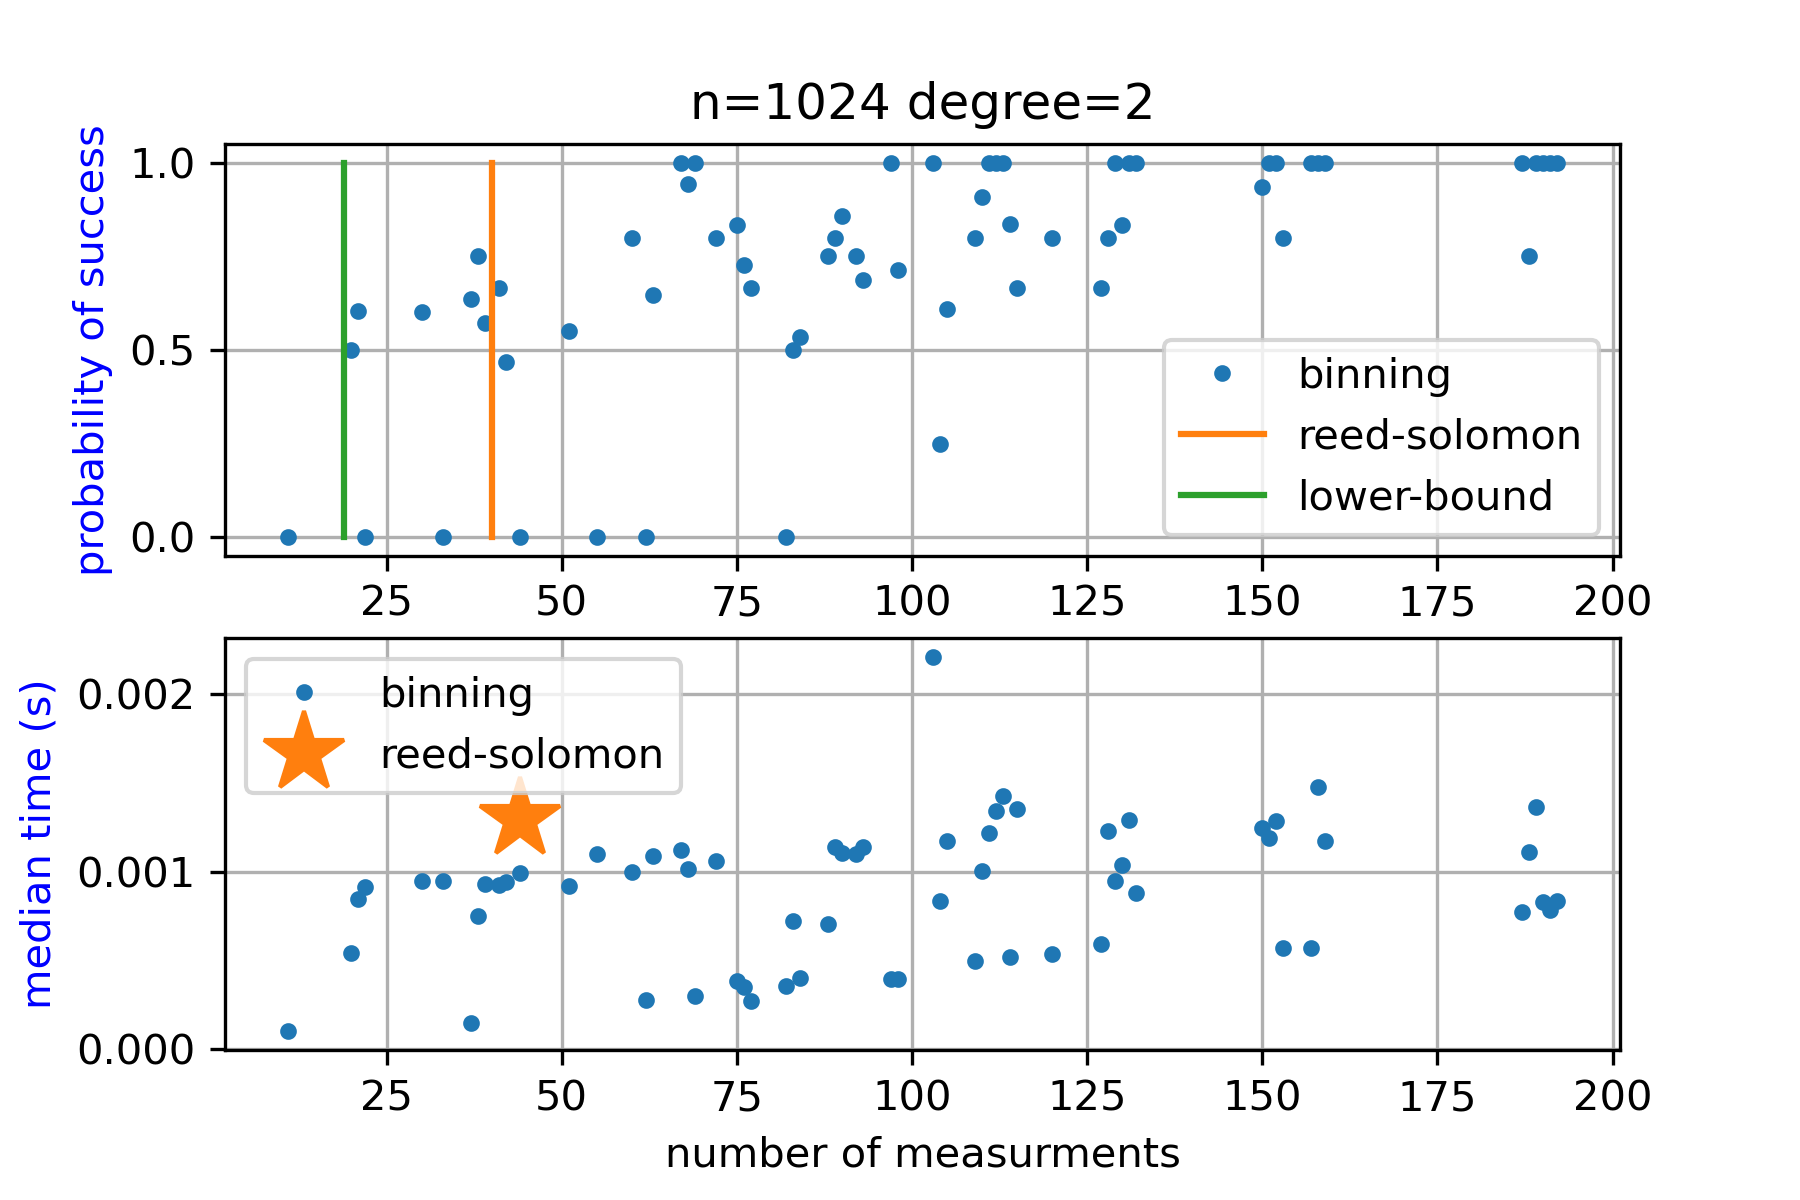 n=1024 degree=2
probability of success
1.0
0.5
0.0
binning
reed-solomon
lower-bound
25 50 75 100 125 150 175 200
median time (s)
0.002
0.001
0.000
binning
reed-solomon
25 50 75 100 125 150 175 200
number of measurments